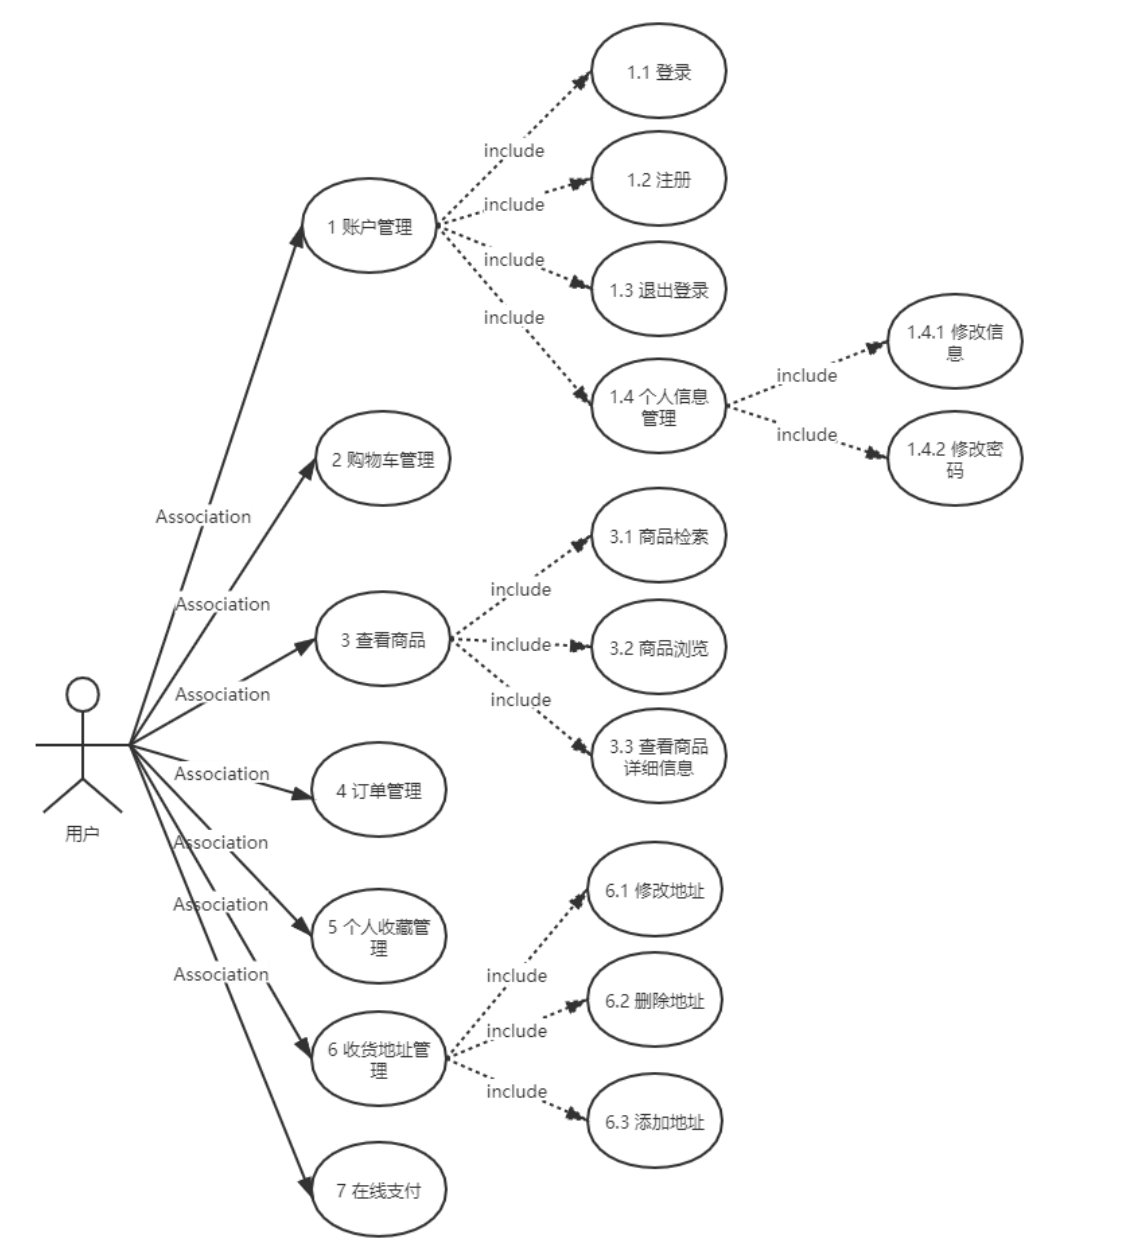 1.1 登录
include
1.2 注册
include
1 账户管理
include
1.3 退出登录
include
1.4.1 修改信
息
include
1.4 个人信息
管理
include
1.4.2 修改密
码
2 购物车管理
Association
3.1 商品检索
include
Association
3 查看商品
include
3.2 商品浏览
Association
include
3.3 查看商品
详细信息
Association
4 订单管理
用户
Association
6.1 修改地址
Association
5 个人收藏管
理
Association
include
6.2 删除地址
include
6 收货地址管
理
include
6.3 添加地址
7 在线支付